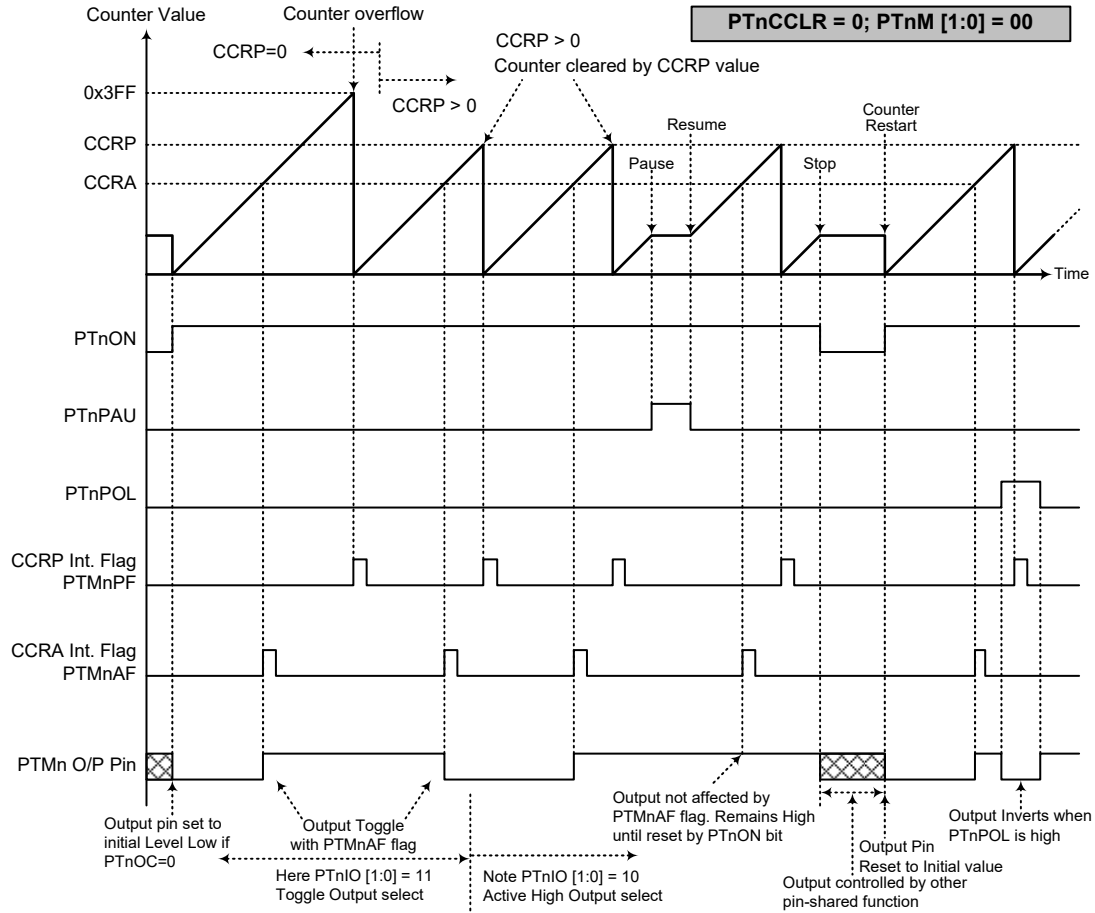 Counter Value
Counter overflow
PTnCCLR = 0; PTnM [1:0] = 00
CCRP=0
CCRP > 0
CCRP > 0
Counter cleared by CCRP value
0x3FF
CCRP
CCRA
Pause
Resume
Stop
Counter
Restart
Time
PTnON
PTnPAU
PTnPOL
CCRP Int. Flag
PTMnPF
CCRA Int. Flag
PTMnAF
PTMn O/P Pin
Output pin set to
initial Level Low if
PTnOC=0
Output Toggle
with PTMnAF flag
Here PTnIO [1:0] = 11
Toggle Output select
Note PTnIO [1:0] = 10
Active High Output select
Output not affected by
PTMnAF flag. Remains High
until reset by PTnON bit
Output Pin
Reset to Initial value
Output controlled by other
pin-shared function
Output Inverts when
PTnPOL is high